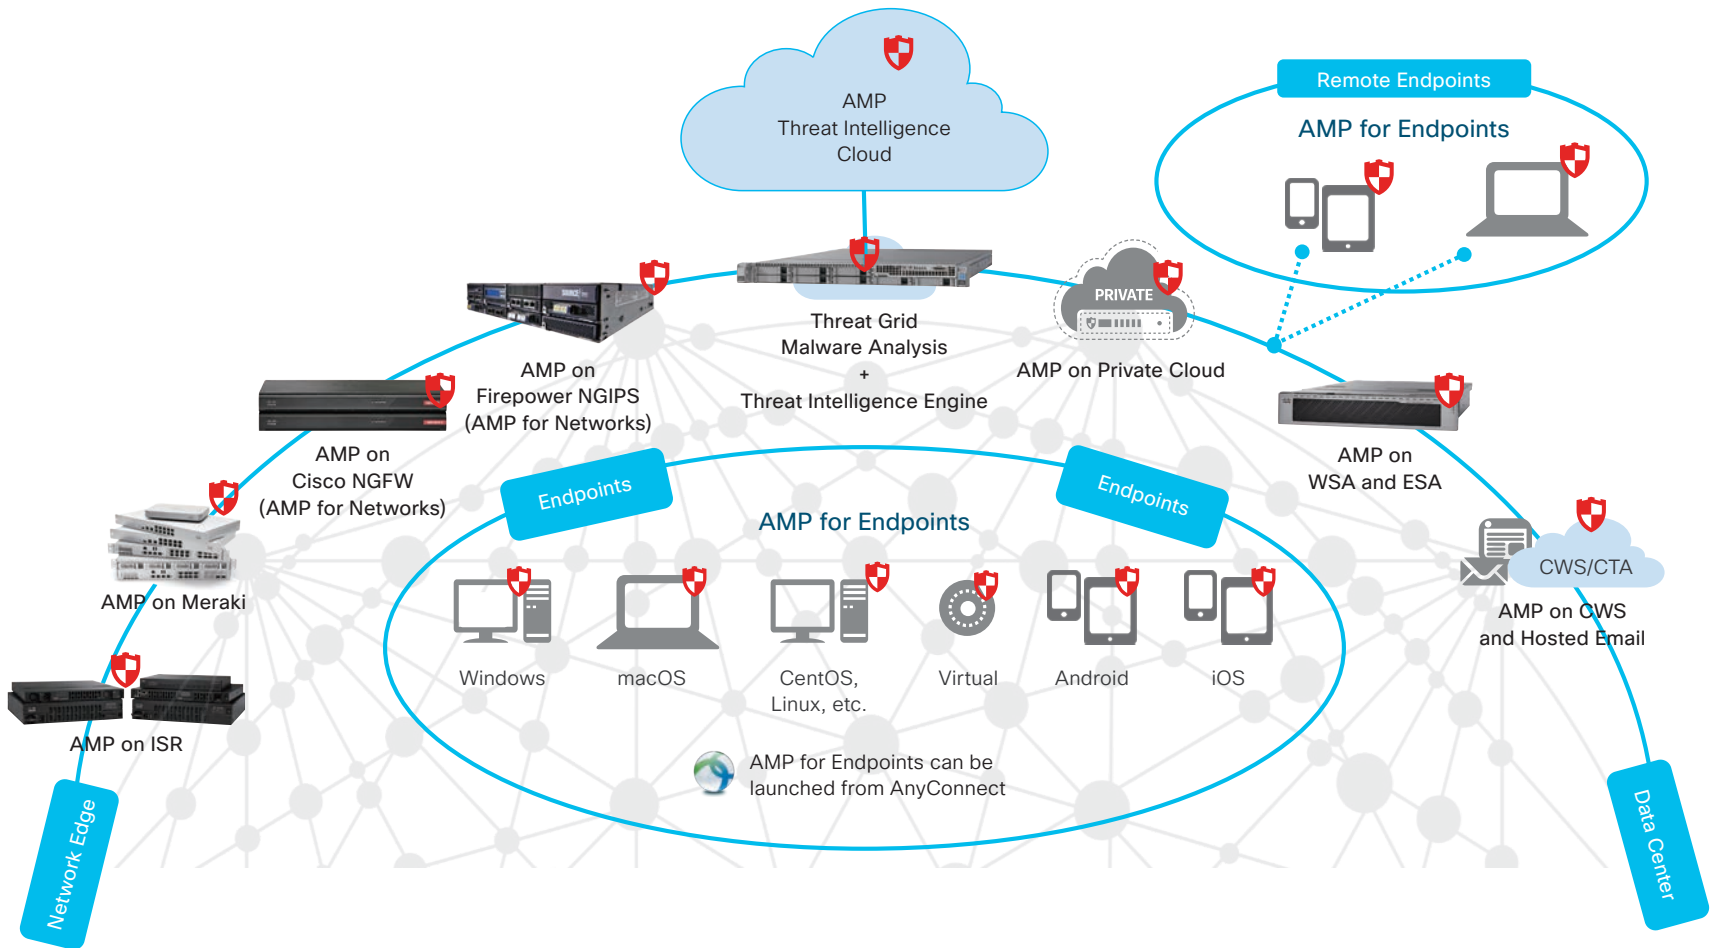 AMP
Threat Intelligence
Cloud
Remote Endpoints
AMP for Endpoints
PRIVATE
Threat Grid
Malware Analysis
+
Threat Intelligence Engine
AMP on Private Cloud
AMP on
Firepower NGIPS
(AMP for Networks)
AMP on
Cisco NGFW
(AMP for Networks)
AMP on
WSA and ESA
Endpoints
Endpoints
AMP for Endpoints
CWS/CTA
AMP on Meraki
AMP on CWS
and Hosted Email
Windows
macOS
CentOS,
Linux, etc.
Virtual
Android
iOS
AMP on ISR
AMP for Endpoints can be
launched from AnyConnect
Network Edge
Data Center